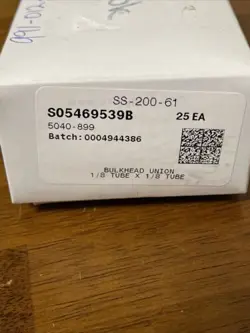 SS-200-61
S05469539B 25 EA
5040-899
Batch: 0004944386
BULKHEAD UNION
1/8 TUBE X 1/8 TUBE